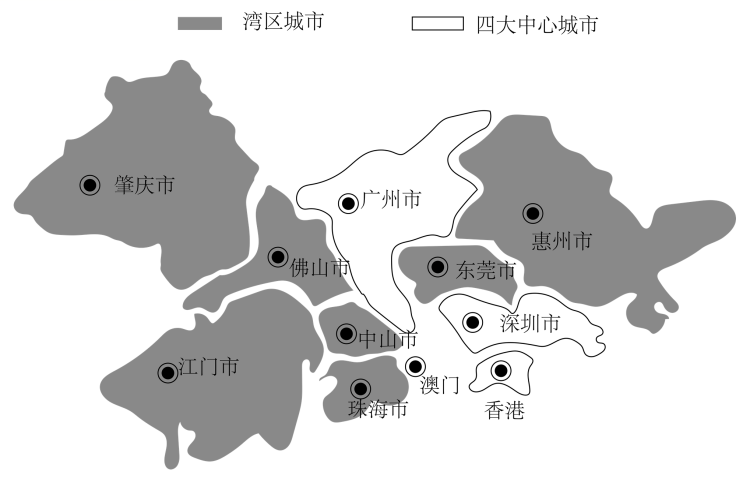 湾区城市
四大中心城市
肇庆市
广州市
惠州市
佛山市
东莞市
深圳市
中山市
江门市
澳门
珠海市
香港